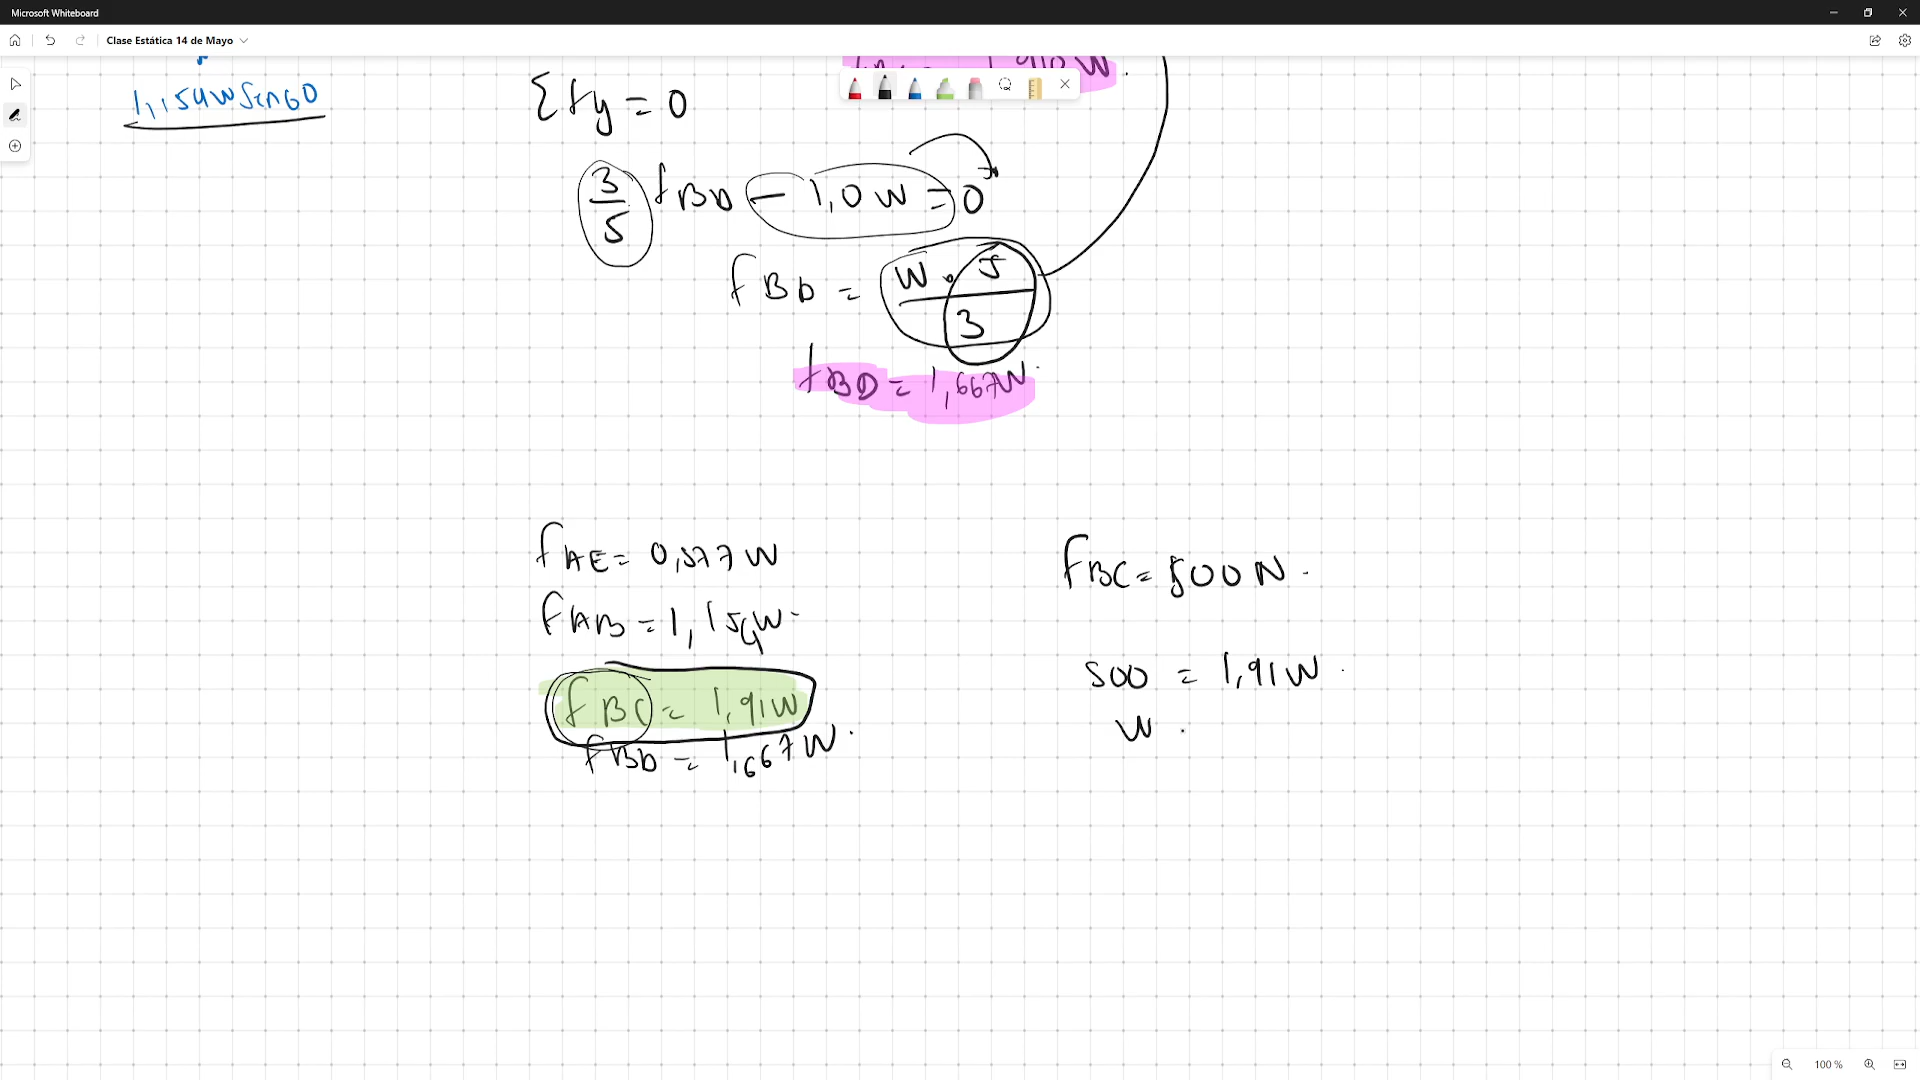 Microsoft Whiteboard
Clase Estática 14 de Mayo
1,154WSen60
Σfy = 0
3/5 fBD - 1,0 W = 0
fBD = W · 5 / 3
fBD = 1,667W
fAE = 0,577 W
fAB = 1,154W
fBC = 1,91W
fBD = 1,667W
fBC = 500 N
500 = 1,91W
W
100 %